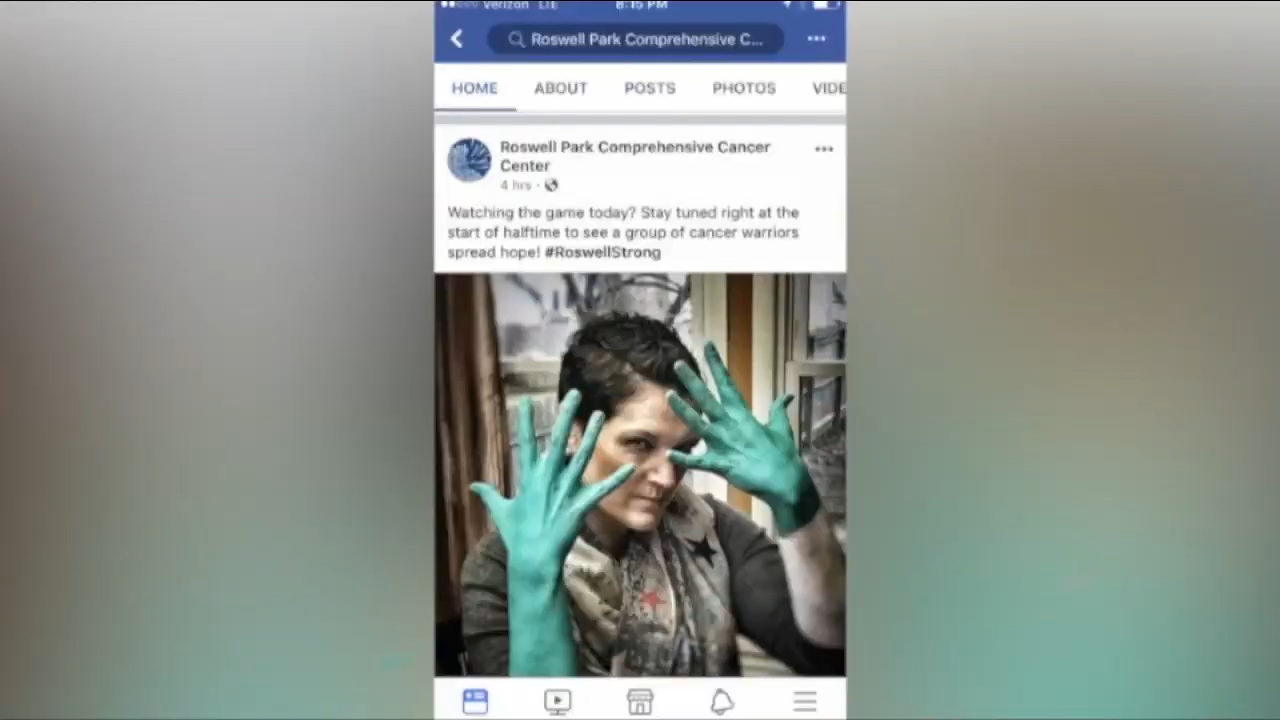 Verizon LTE 8:15 PM
Roswell Park Comprehensive C...
HOME ABOUT POSTS PHOTOS VIDE
Roswell Park Comprehensive Cancer
Center
4 hrs ·
Watching the game today? Stay tuned right at the
start of halftime to see a group of cancer warriors
spread hope! #RoswellStrong